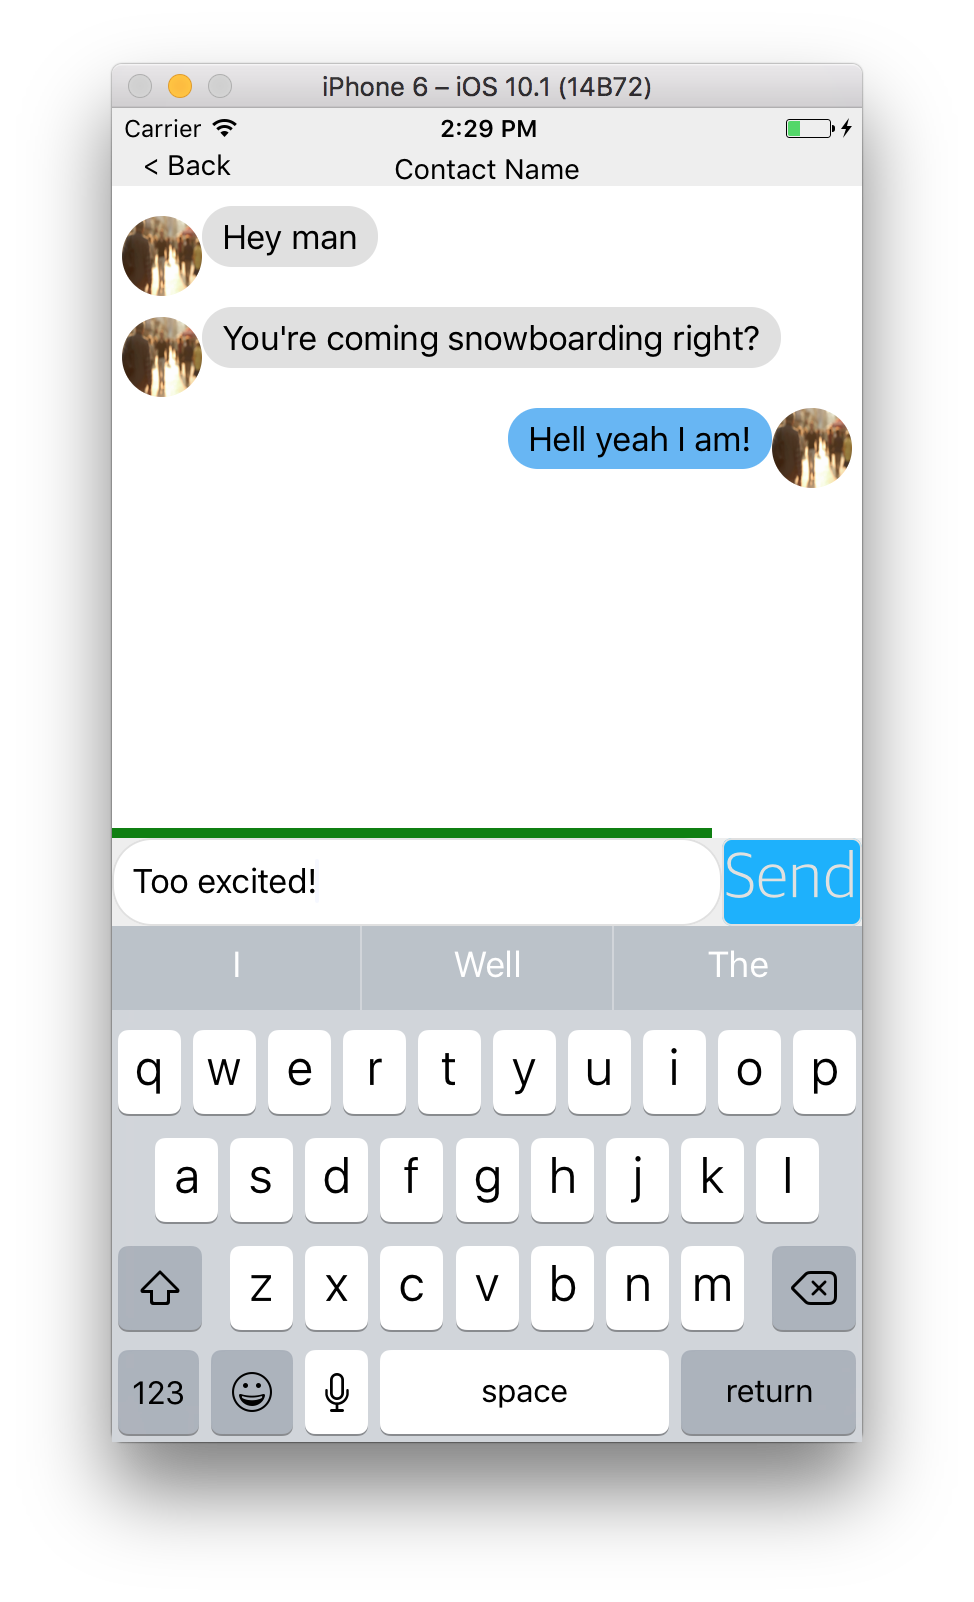 iPhone 6 – iOS 10.1 (14B72)
Carrier 2:29 PM
< Back Contact Name
Hey man
You're coming snowboarding right?
Hell yeah I am!
Too excited! Send
I Well The
q w e r t y u i o p
a s d f g h j k l
z x c v b n m
123 space return